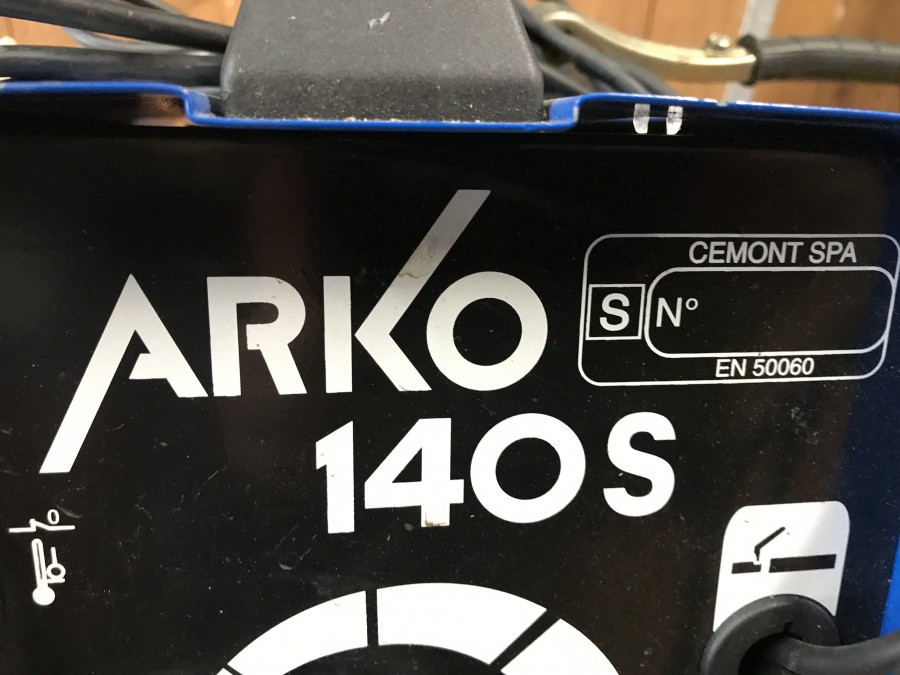 ARKO
140S
CEMONT SPA
S N°
EN 50060